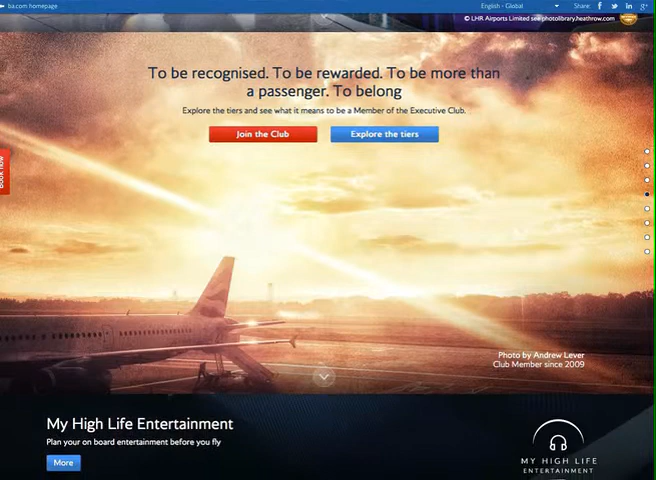 ba.com homepage
English - Global
Share:
© LHR Airports Limited see photolibrary.heathrow.com
To be recognised. To be rewarded. To be more than
a passenger. To belong
Explore the tiers and see what it means to be a Member of the Executive Club.
Join the Club
Explore the tiers
Book now
Photo by Andrew Lever
Club Member since 2009
My High Life Entertainment
Plan your on board entertainment before you fly
More
MY HIGH LIFE
ENTERTAINMENT